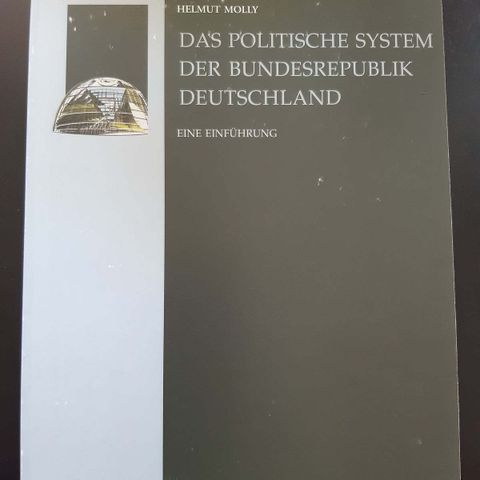 HELMUT MOLLY
DAS POLITISCHE SYSTEM
DER BUNDESREPUBLIK
DEUTSCHLAND
EINE EINFÜHRUNG